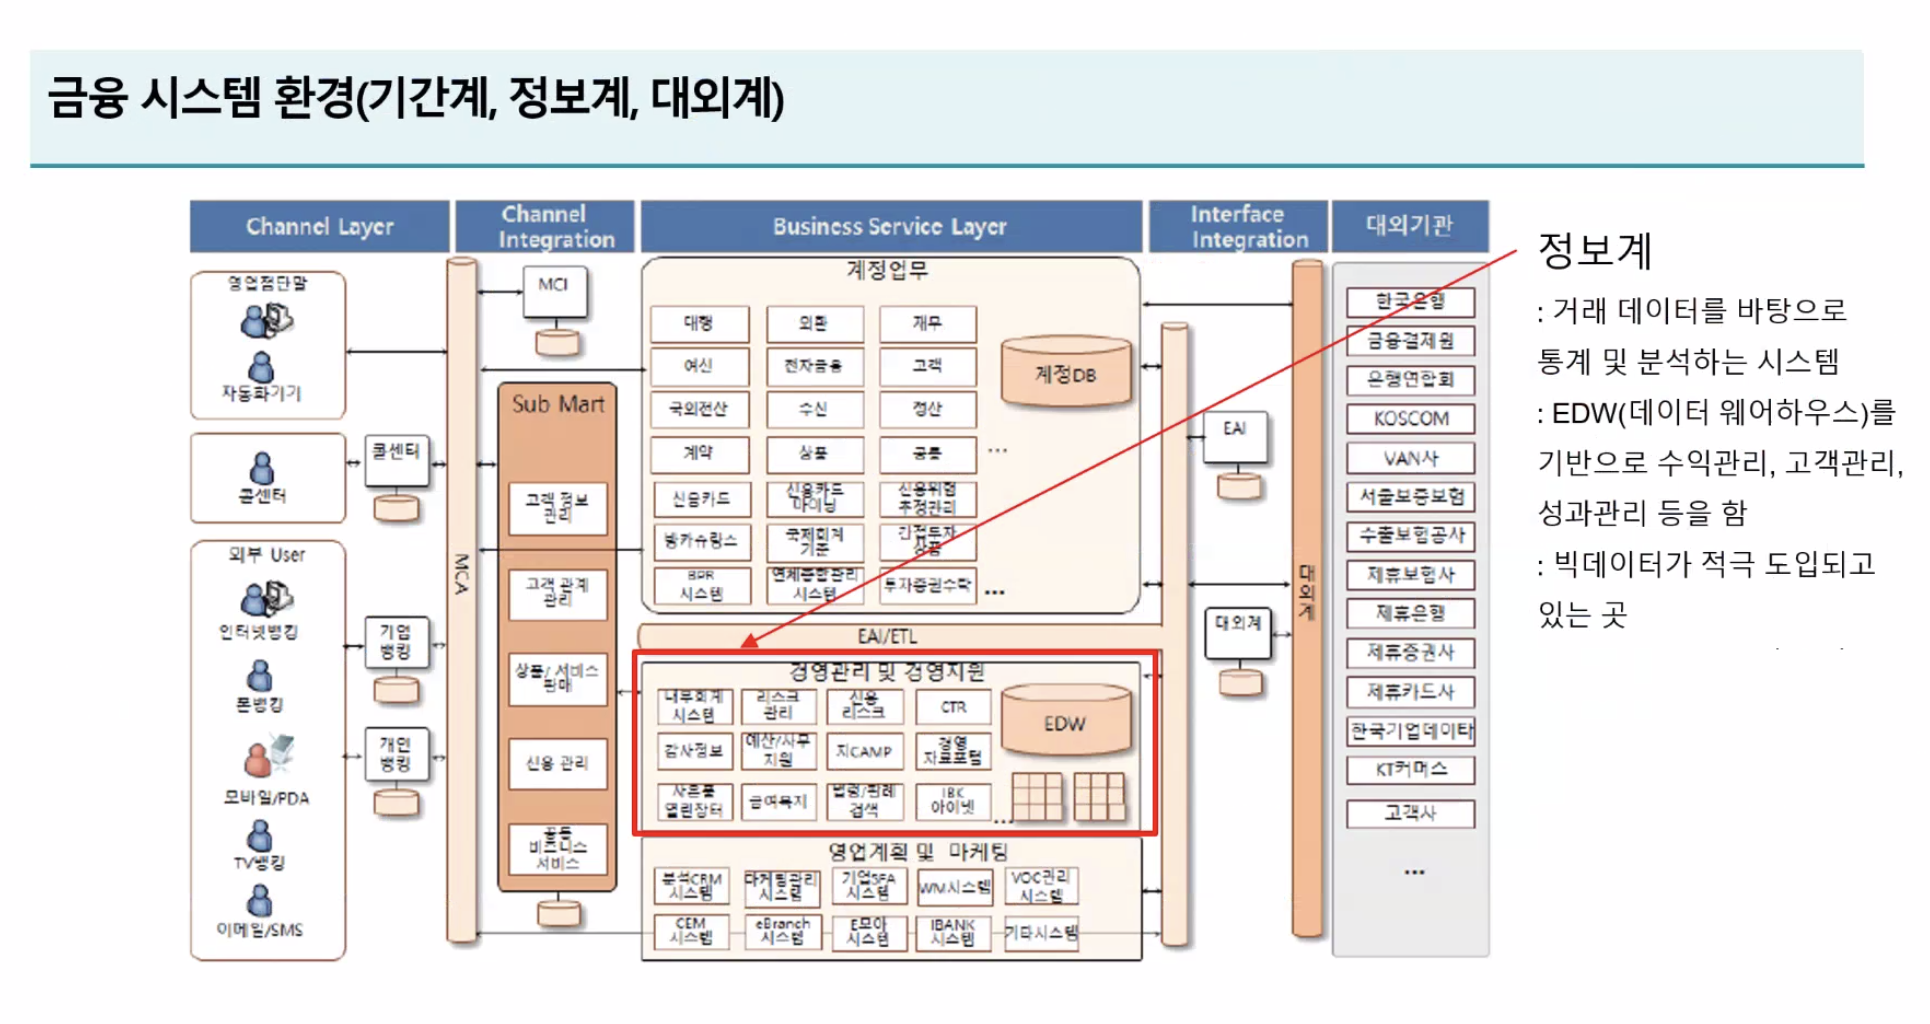 금융 시스템 환경(기간계, 정보계, 대외계)
Channel Layer
Channel
Integration
Business Service Layer
Interface
Integration
대외기관
영업점단말
자동화기기
콜센터
외부 User
인터넷뱅킹
폰뱅킹
모바일/PDA
TV뱅킹
이메일/SMS
콜센터
기업
뱅킹
개인
뱅킹
MCA
MCI
Sub Mart
고객 정보
관리
고객 관계
관리
상품/ 서비스
판매
신용 관리
공통
비즈니스
서비스
계정업무
대행
외환
재무
여신
전자금융
고객
국외전산
수신
정산
계약
상품
공통
...
신용카드
신용카드
마이닝
신용위험
측정관리
방카슈랑스
국제회계
기준
간접투자
상품
BPR
시스템
연체종합관리
시스템
투자증권수탁
...
계정DB
EAI/ETL
경영관리 및 경영지원
내부회계
시스템
리스크
관리
신용
리스크
CTR
감사정보
예산/사무
지원
CAMP
경영
자료포털
열린장터
급여복지
법령/판례
검색
IBK
아이넷
...
EDW
영업계획 및 마케팅
분석CRM
시스템
마케팅관리
시스템
기업SFA
시스템
WM시스템
VOC관리
시스템
CEM
시스템
eBranch
시스템
E모아
시스템
IBANK
시스템
기타시스템
EAI
대외계
대외계
한국은행
금융결제원
은행연합회
KOSCOM
VAN사
서울보증보험
수출보험공사
제휴보험사
제휴은행
제휴증권사
제휴카드사
한국기업데이타
KT커머스
고객사
...
정보계
: 거래 데이터를 바탕으로
통계 및 분석하는 시스템
: EDW(데이터 웨어하우스)를
기반으로 수익관리, 고객관리,
성과관리 등을 함
: 빅데이터가 적극 도입되고
있는 곳